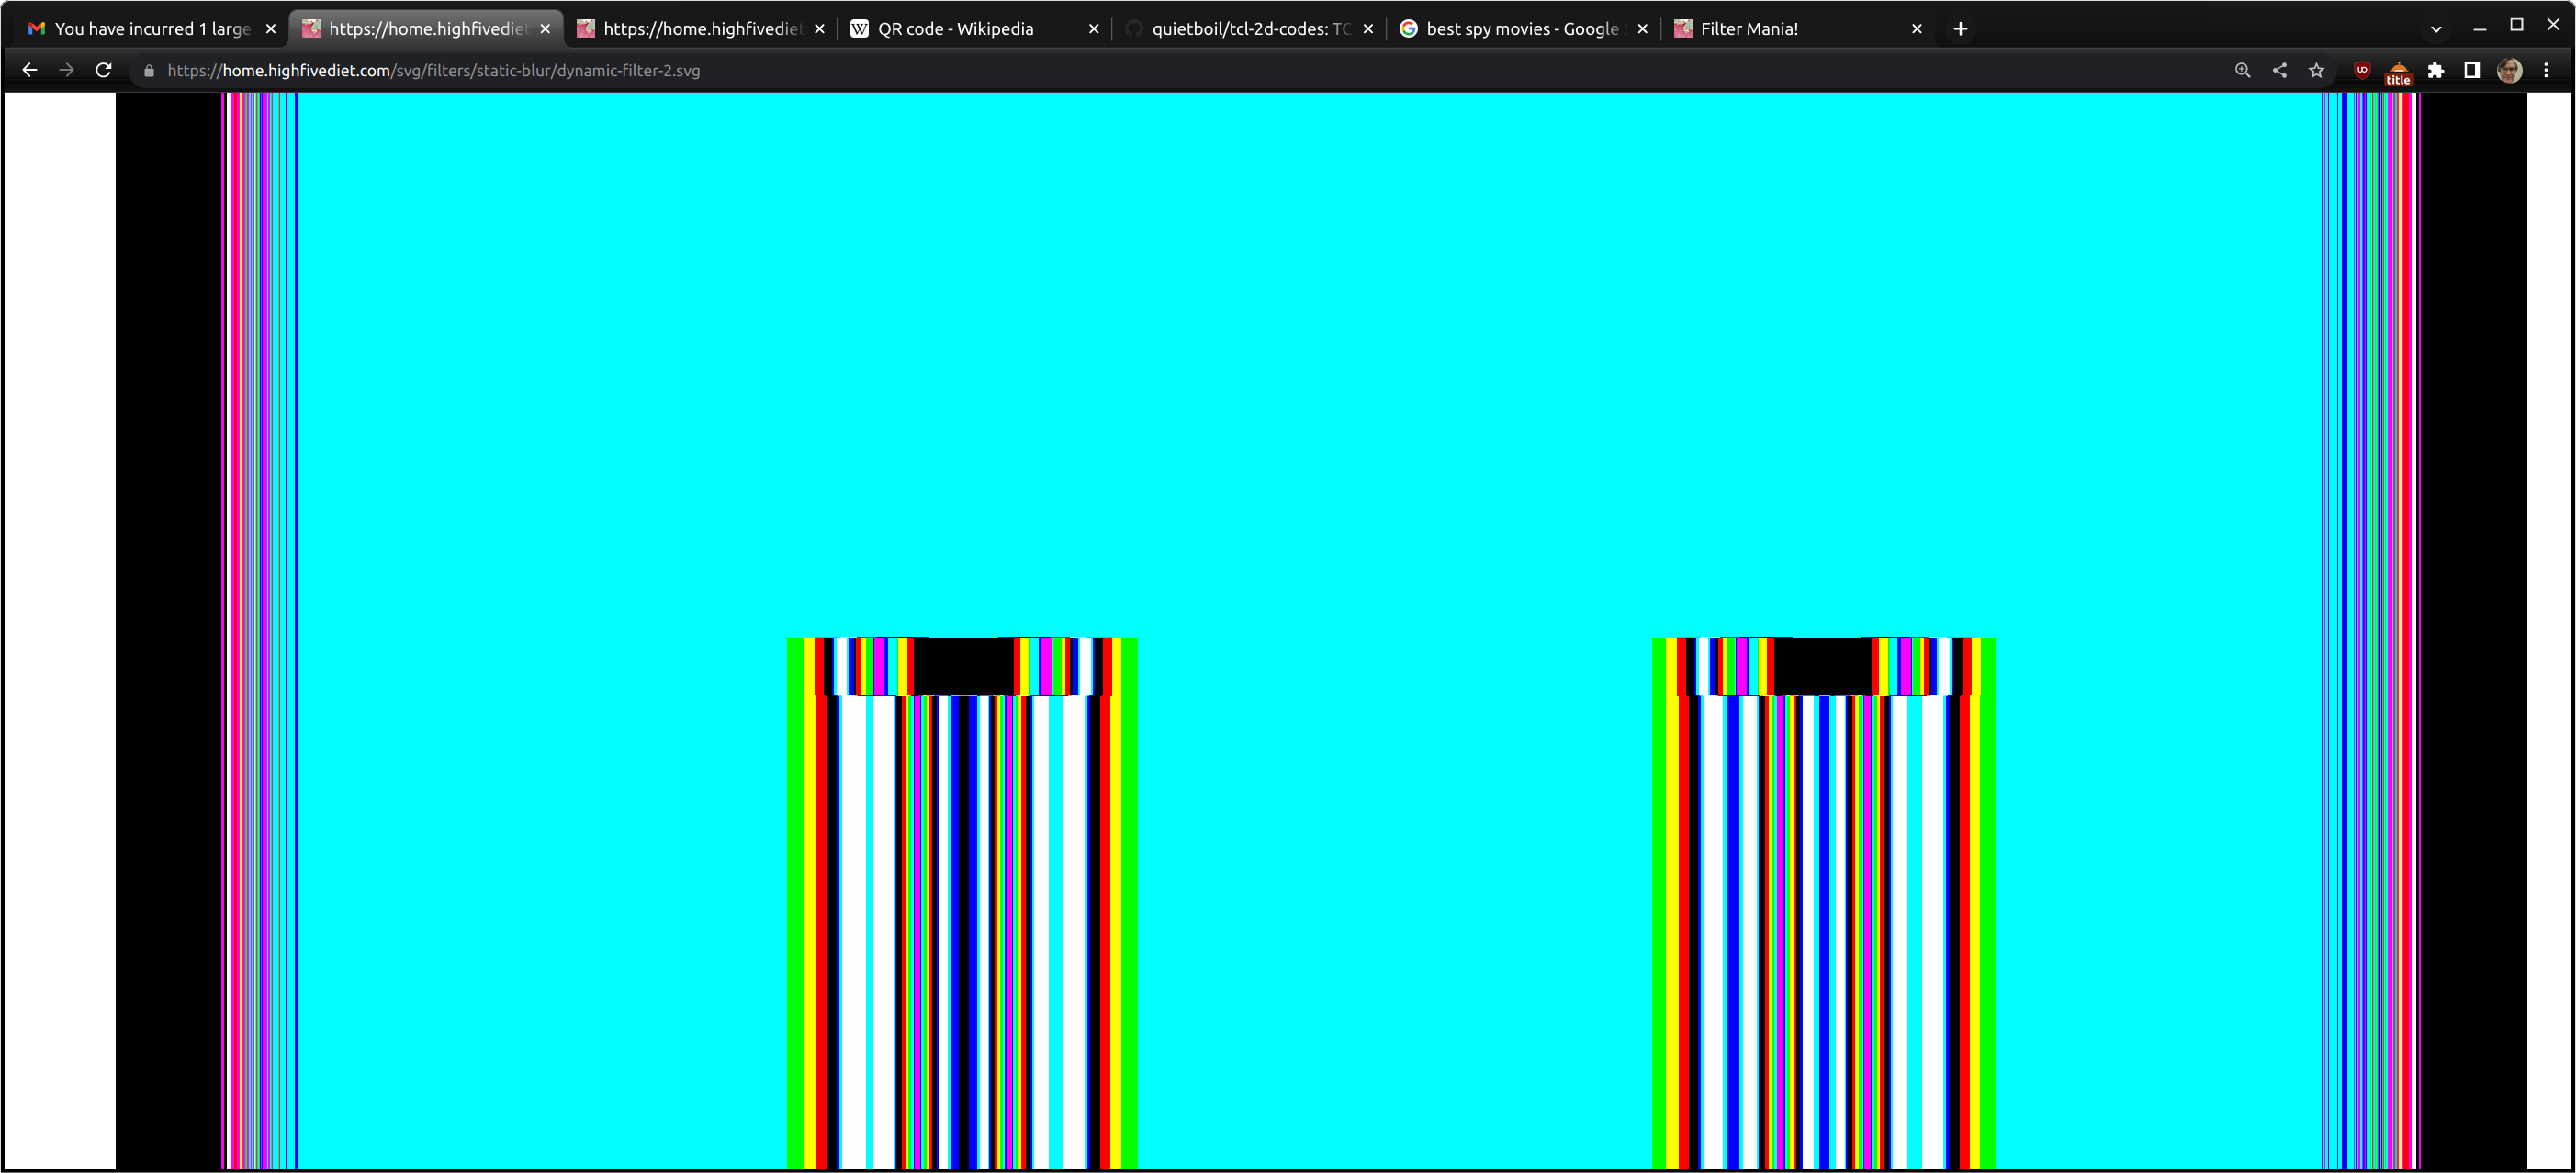 You have incurred 1 large
https://home.highfivediet
https://home.highfivediet
QR code - Wikipedia
quietboil/tcl-2d-codes: TC
best spy movies - Google S
Filter Mania!
https://home.highfivediet.com/svg/filters/static-blur/dynamic-filter-2.svg
title